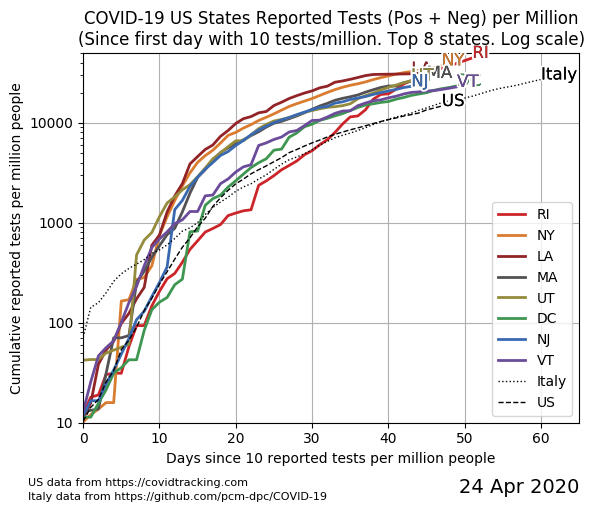 COVID-19 US States Reported Tests (Pos + Neg) per Million
(Since first day with 10 tests/million. Top 8 states. Log scale)
Cumulative reported tests per million people
10000
1000
100
10
RI
NY
MA
UT
NJ
VT
Italy
US
RI
NY
LA
MA
UT
DC
NJ
VT
Italy
US
0
10
20
30
40
50
60
Days since 10 reported tests per million people
US data from https://covidtracking.com
Italy data from https://github.com/pcm-dpc/COVID-19
24 Apr 2020